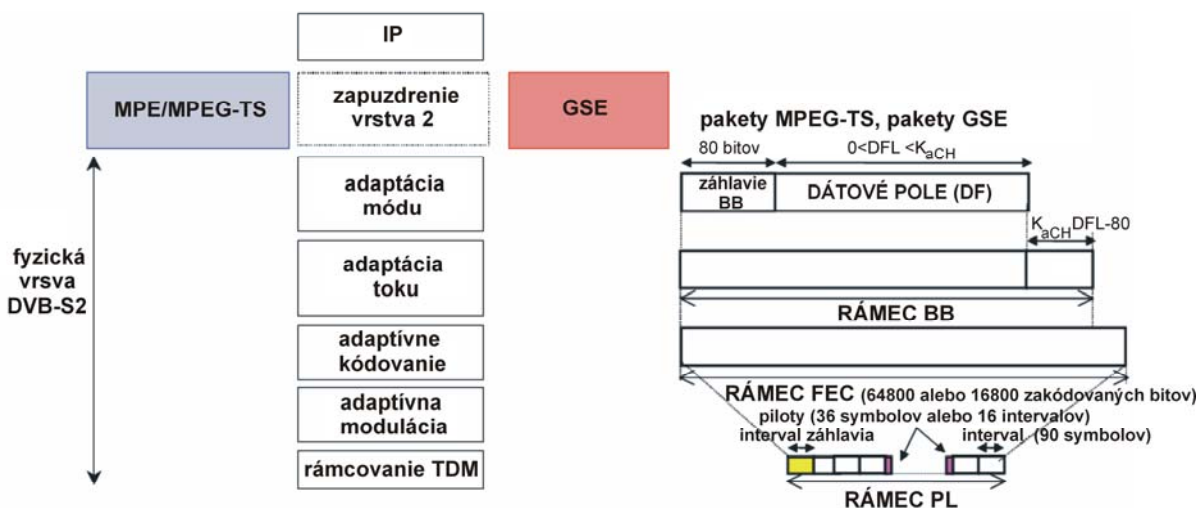 IP
MPE/MPEG-TS
zapuzdrenie
vrstva 2
GSE
adaptácia
módu
adaptácia
toku
adaptívne
kódovanie
adaptívna
modulácia
rámcovanie TDM
fyzická
vrsva
DVB-S2
pakety MPEG-TS, pakety GSE
80 bitov
0<DFL <KaCH
záhlavie
BB
DÁTOVÉ POLE (DF)
KaCHDFL-80
RÁMEC BB
RÁMEC FEC (64800 alebo 16800 zakódovaných bitov)
piloty (36 symbolov alebo 16 intervalov)
interval záhlavia
interval (90 symbolov)
RÁMEC PL